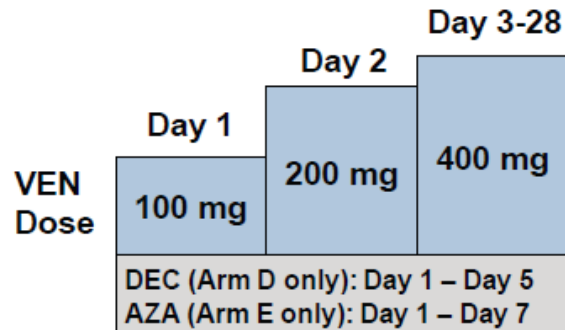 Day 3-28
Day 2
Day 1
VEN
Dose
100 mg
200 mg
400 mg
DEC (Arm D only): Day 1 – Day 5
AZA (Arm E only): Day 1 – Day 7